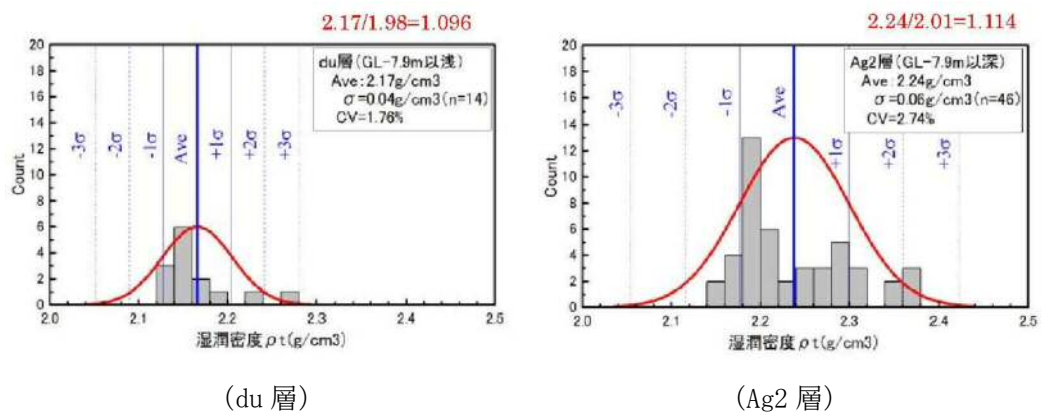 2.17/1.98=1.096
20
18
16
14
12
10
8
6
4
2
0
Count
du層(GL-7.9m以浅)
Ave:2.17g/cm3
σ=0.04g/cm3(n=14)
CV=1.76%
-3σ
-2σ
-1σ
Ave
+1σ
+2σ
+3σ
2.0
2.1
2.2
2.3
2.4
2.5
湿潤密度ρt(g/cm3)
(du 層)
2.24/2.01=1.114
20
18
16
14
12
10
8
6
4
2
0
Count
Ag2層(GL-7.9m以深)
Ave:2.24g/cm3
σ=0.06g/cm3(n=46)
CV=2.74%
-3σ
-2σ
-1σ
Ave
+1σ
+2σ
+3σ
2.0
2.1
2.2
2.3
2.4
2.5
湿潤密度ρt(g/cm3)
(Ag2 層)